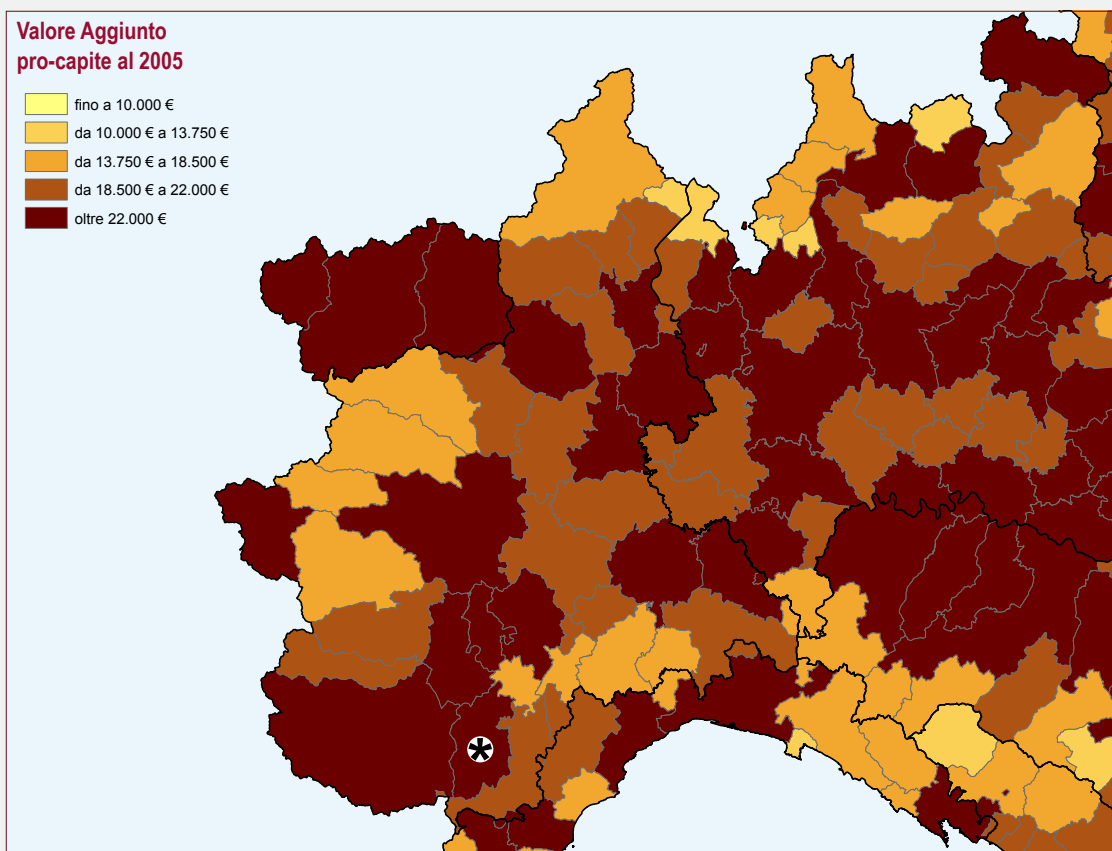 Valore Aggiunto
pro-capite al 2005
fino a 10.000 €
da 10.000 € a 13.750 €
da 13.750 € a 18.500 €
da 18.500 € a 22.000 €
oltre 22.000 €